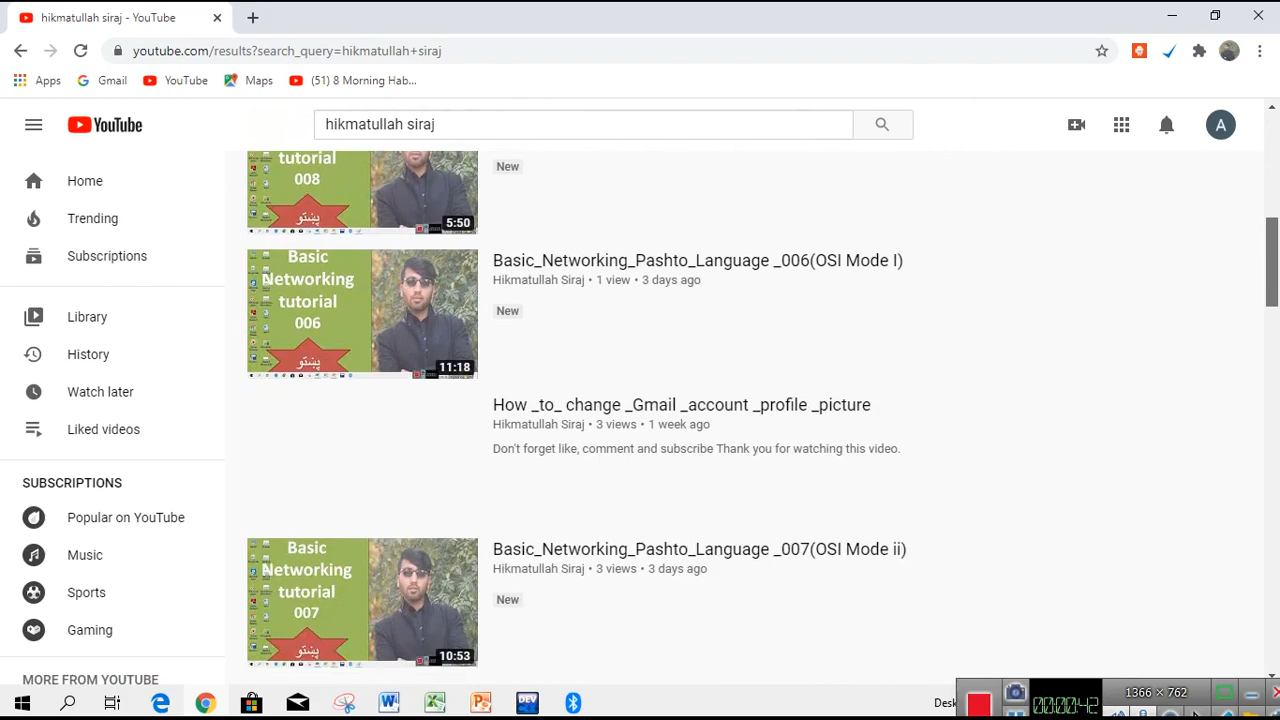 hikmatullah siraj - YouTube
youtube.com/results?search_query=hikmatullah+siraj
Apps Gmail YouTube Maps (51) 8 Morning Hab...
YouTube
hikmatullah siraj
A
Home
Trending
Subscriptions
Library
History
Watch later
Liked videos
SUBSCRIPTIONS
Popular on YouTube
Music
Sports
Gaming
MORE FROM YOUTUBE
tutorial
008
پښتو
5:50
New
Basic
Networking
tutorial
006
پښتو
11:18
Basic_Networking_Pashto_Language _006(OSI Mode I)
Hikmatullah Siraj • 1 view • 3 days ago
New
How _to_ change _Gmail _account _profile _picture
Hikmatullah Siraj • 3 views • 1 week ago
Don't forget like, comment and subscribe Thank you for watching this video.
Basic
Networking
tutorial
007
پښتو
10:53
Basic_Networking_Pashto_Language _007(OSI Mode ii)
Hikmatullah Siraj • 3 views • 3 days ago
New
DEV
Desk
00:00:42
1366 × 762